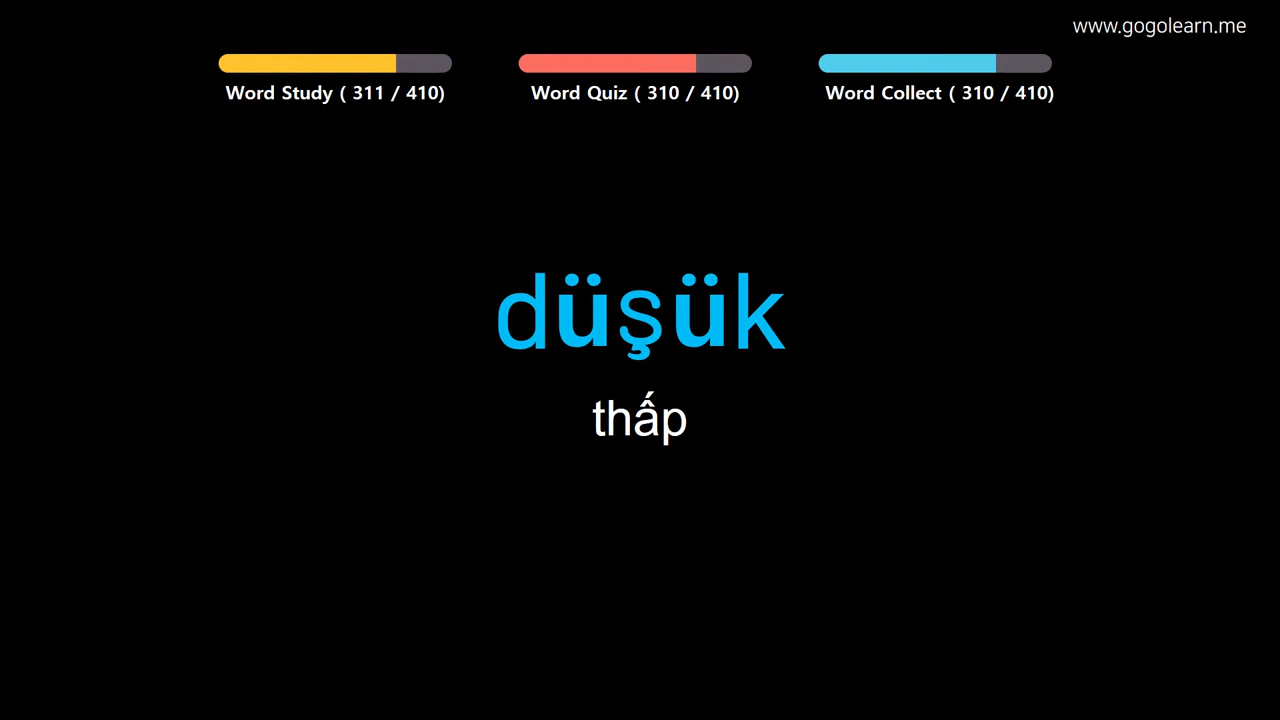 www.gogolearn.me
Word Study ( 311 / 410)
Word Quiz ( 310 / 410)
Word Collect ( 310 / 410)
düşük
thấp